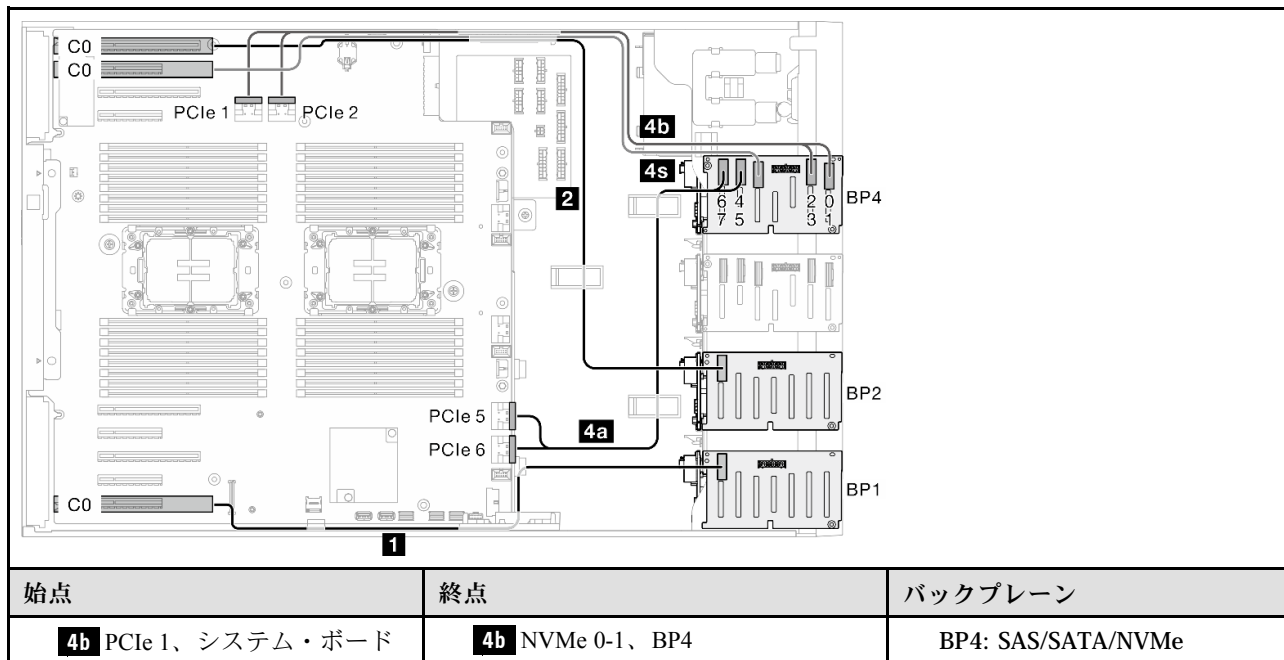 C0
C0
PCIe 1
PCIe 2
4b
4s
2
6 4 2 0
7 5 3 1
BP4
BP2
PCIe 5
4a
PCIe 6
BP1
C0
1
始点
終点
バックプレーン
4b PCIe 1、システム・ボード
4b NVMe 0-1、BP4
BP4: SAS/SATA/NVMe